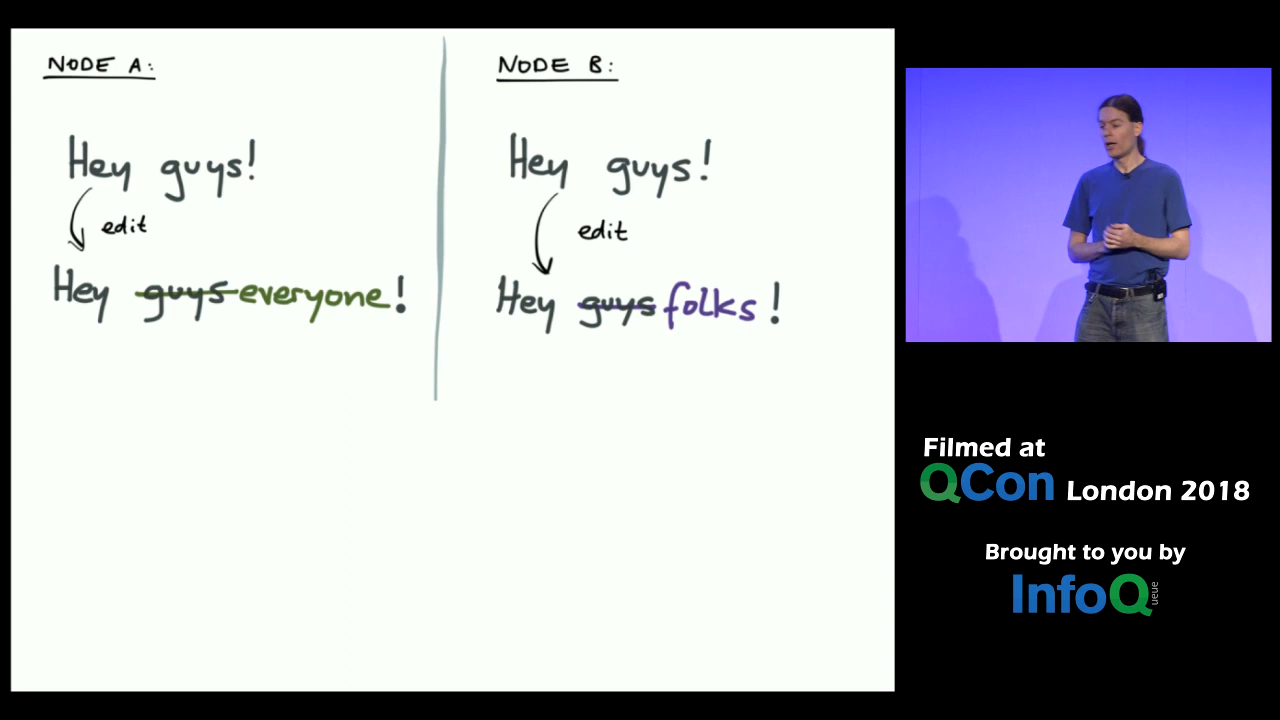 NODE A:
Hey guys!
edit
Hey guys everyone!
NODE B:
Hey guys!
edit
Hey guys folks!
Filmed at
QCon London 2018
Brought to you by
InfoQ
ueue